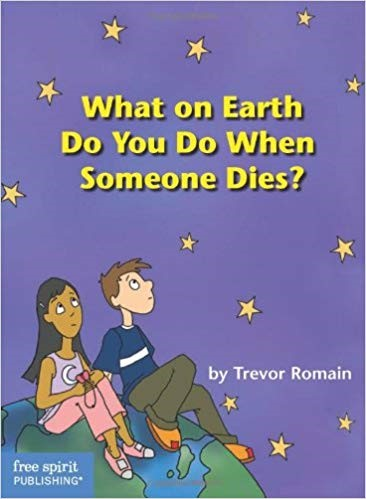 What on Earth
Do You Do When
Someone Dies?
by Trevor Romain
free spirit
PUBLISHING®